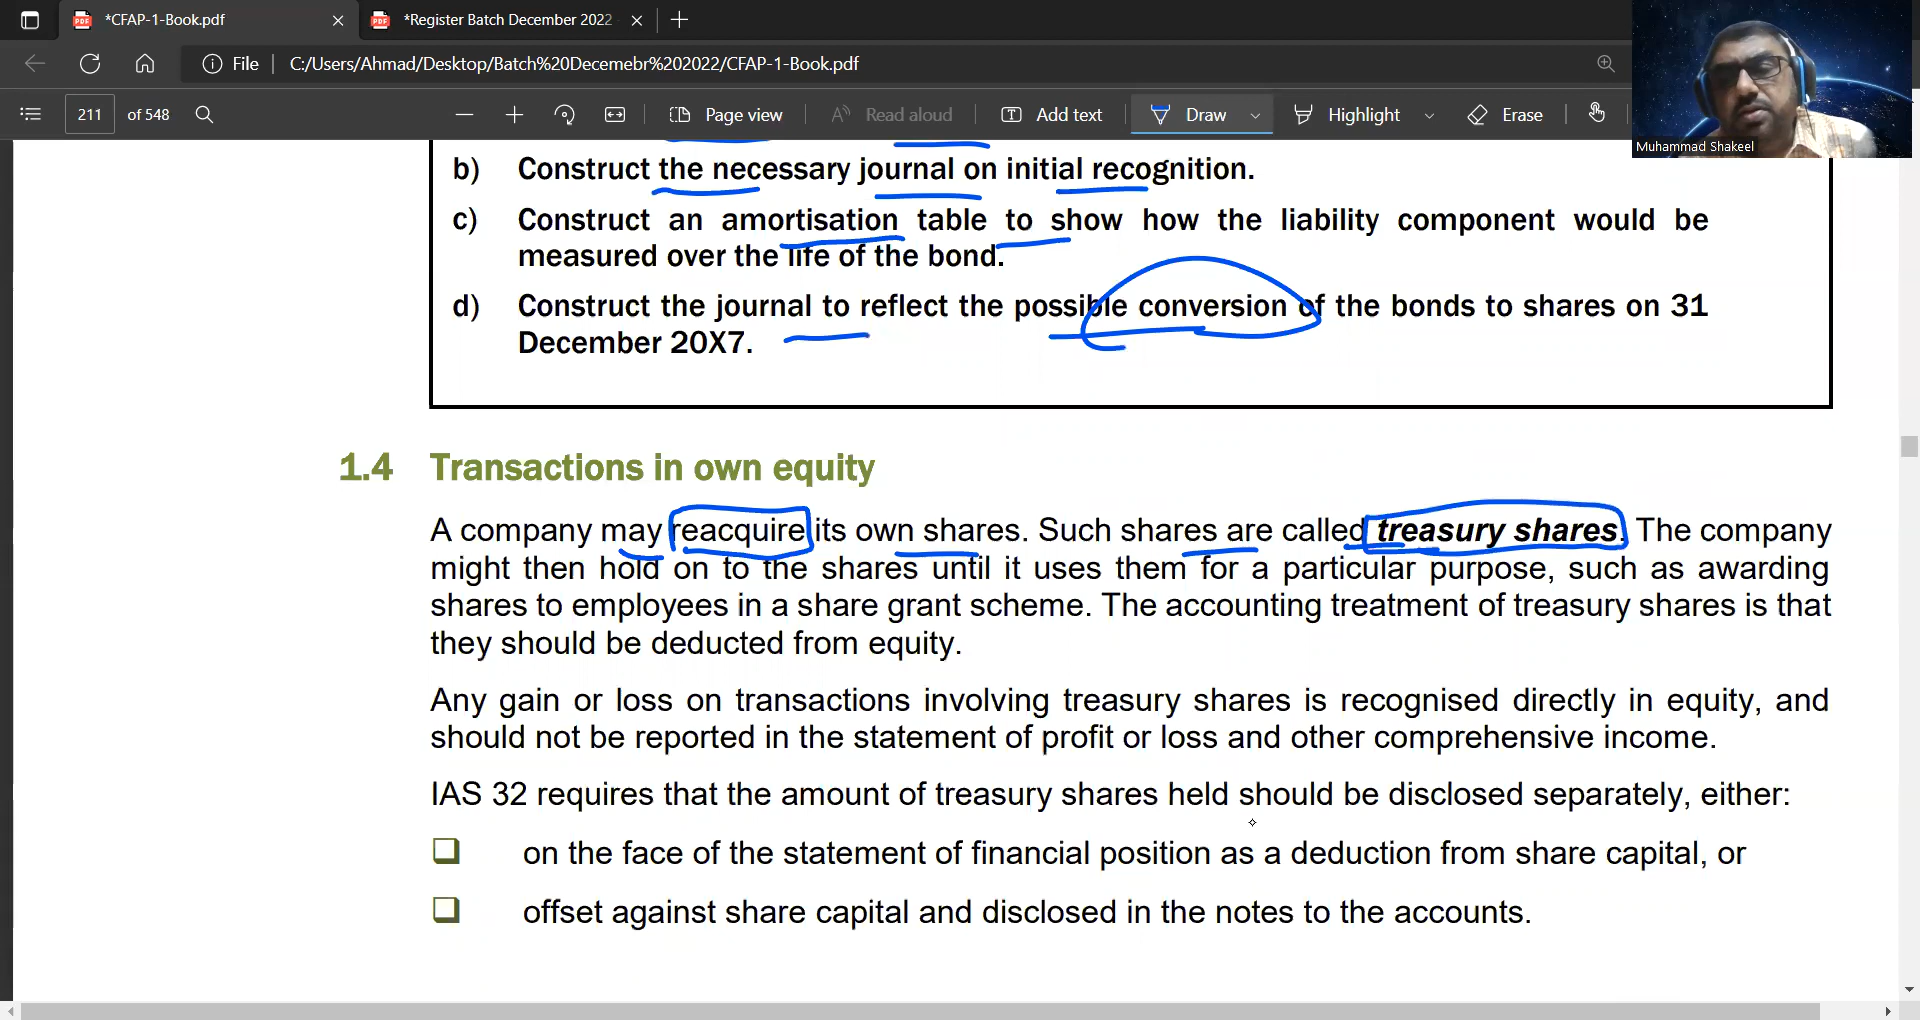 *CFAP-1-Book.pdf
*Register Batch December 2022
File
C:/Users/Ahmad/Desktop/Batch%20Decemebr%202022/CFAP-1-Book.pdf
211 of 548
Page view
Read aloud
Add text
Draw
Highlight
Erase
Muhammad Shakeel
b) Construct the necessary journal on initial recognition.
c) Construct an amortisation table to show how the liability component would be
measured over the life of the bond.
d) Construct the journal to reflect the possible conversion of the bonds to shares on 31
December 20X7.
1.4 Transactions in own equity
A company may reacquire its own shares. Such shares are called treasury shares. The company
might then hold on to the shares until it uses them for a particular purpose, such as awarding
shares to employees in a share grant scheme. The accounting treatment of treasury shares is that
they should be deducted from equity.
Any gain or loss on transactions involving treasury shares is recognised directly in equity, and
should not be reported in the statement of profit or loss and other comprehensive income.
IAS 32 requires that the amount of treasury shares held should be disclosed separately, either:
on the face of the statement of financial position as a deduction from share capital, or
offset against share capital and disclosed in the notes to the accounts.